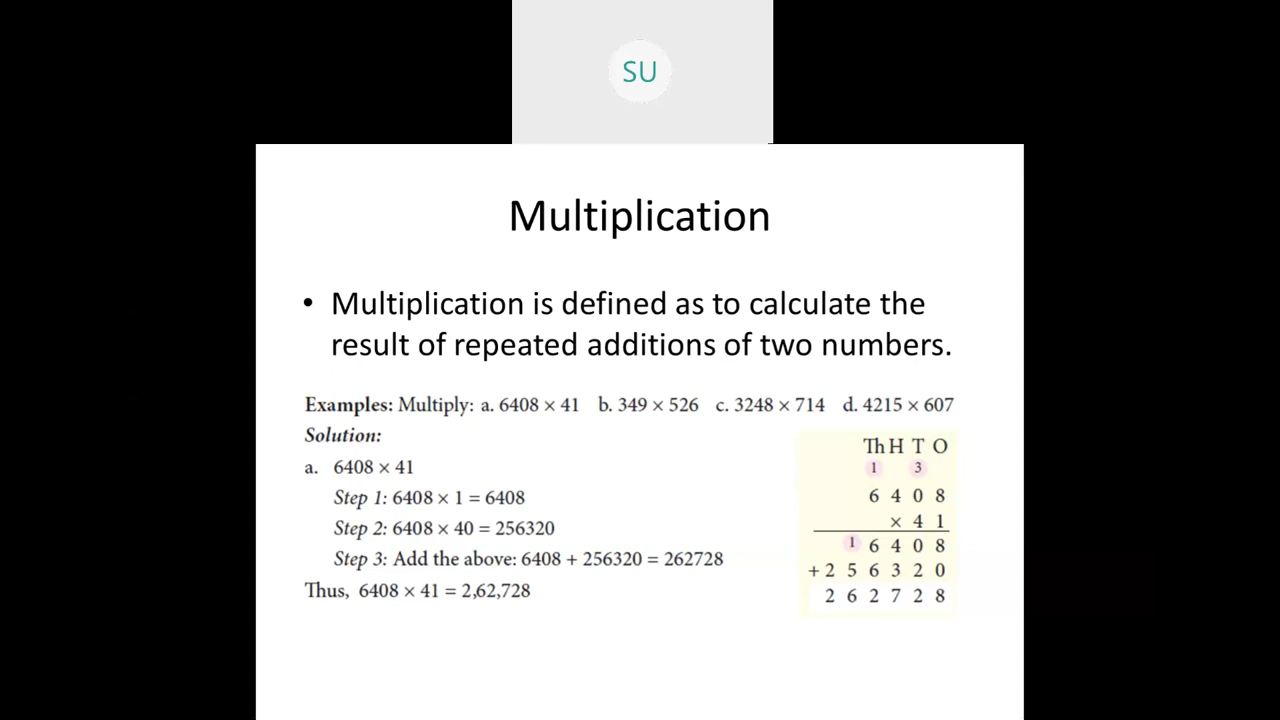 SU
Multiplication
• Multiplication is defined as to calculate the
result of repeated additions of two numbers.
Examples: Multiply: a. 6408 × 41 b. 349 × 526 c. 3248 × 714 d. 4215 × 607
Solution:
a. 6408 × 41
Step 1: 6408 × 1 = 6408
Step 2: 6408 × 40 = 256320
Step 3: Add the above: 6408 + 256320 = 262728
Thus, 6408 × 41 = 2,62,728
Th H T O
1 3
6 4 0 8
× 4 1
1 6 4 0 8
+ 2 5 6 3 2 0
2 6 2 7 2 8